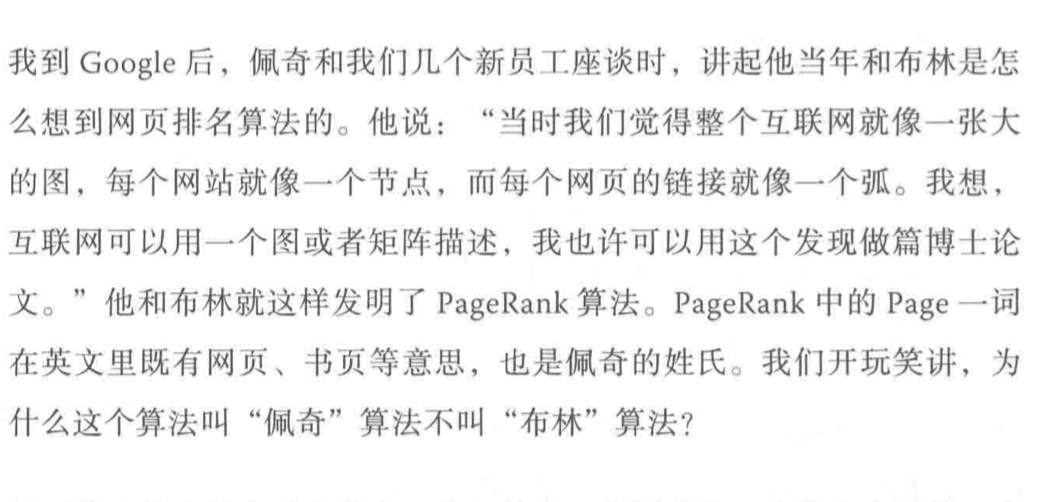 我到 Google 后，佩奇和我们几个新员工座谈时，讲起他当年和布林是怎
么想到网页排名算法的。他说：“当时我们觉得整个互联网就像一张大
的图，每个网站就像一个节点，而每个网页的链接就像一个弧。我想，
互联网可以用一个图或者矩阵描述，我也许可以用这个发现做篇博士论
文。”他和布林就这样发明了 PageRank 算法。PageRank 中的 Page 一词
在英文里既有网页、书页等意思，也是佩奇的姓氏。我们开玩笑讲，为
什么这个算法叫“佩奇”算法不叫“布林”算法？